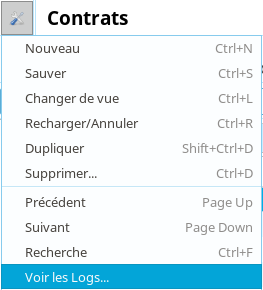 Contrats
Nouveau Ctrl+N
Sauver Ctrl+S
Changer de vue Ctrl+L
Recharger/Annuler Ctrl+R
Dupliquer Shift+Ctrl+D
Supprimer... Ctrl+D
Précédent Page Up
Suivant Page Down
Recherche Ctrl+F
Voir les Logs...